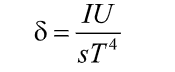 δ = IU / sT⁴